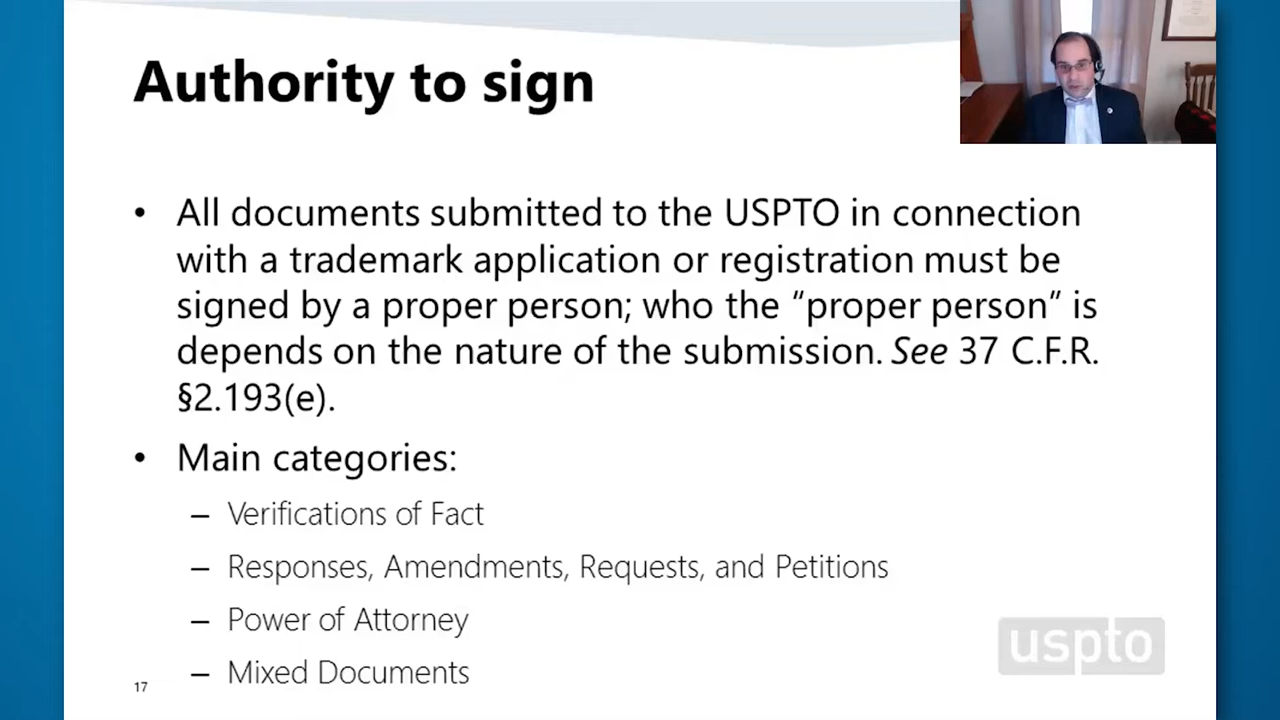 Authority to sign
• All documents submitted to the USPTO in connection
with a trademark application or registration must be
signed by a proper person; who the “proper person” is
depends on the nature of the submission. See 37 C.F.R.
§2.193(e).
• Main categories:
– Verifications of Fact
– Responses, Amendments, Requests, and Petitions
– Power of Attorney
– Mixed Documents
uspto
17